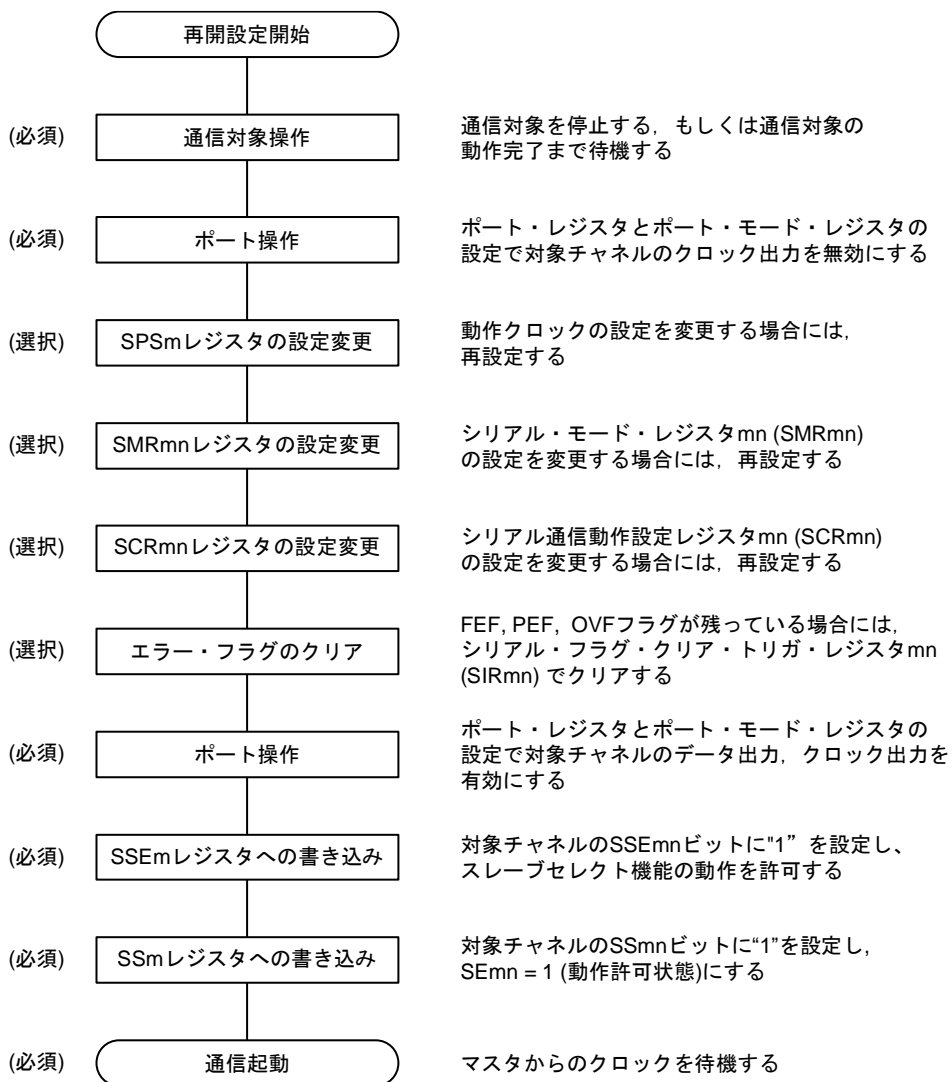 再開設定開始
(必須)
通信対象操作
通信対象を停止する，もしくは通信対象の
動作完了まで待機する
(必須)
ポート操作
ポート・レジスタとポート・モード・レジスタの
設定で対象チャネルのクロック出力を無効にする
(選択)
SPSmレジスタの設定変更
動作クロックの設定を変更する場合には，
再設定する
(選択)
SMRmnレジスタの設定変更
シリアル・モード・レジスタmn (SMRmn)
の設定を変更する場合には，再設定する
(選択)
SCRmnレジスタの設定変更
シリアル通信動作設定レジスタmn (SCRmn)
の設定を変更する場合には，再設定する
(選択)
エラー・フラグのクリア
FEF, PEF, OVFフラグが残っている場合には，
シリアル・フラグ・クリア・トリガ・レジスタmn
(SIRmn) でクリアする
(必須)
ポート操作
ポート・レジスタとポート・モード・レジスタの
設定で対象チャネルのデータ出力，クロック出力を
有効にする
(必須)
SSEmレジスタへの書き込み
対象チャネルのSSEmnビットに"1”を設定し、
スレーブセレクト機能の動作を許可する
(必須)
SSmレジスタへの書き込み
対象チャネルのSSmnビットに“1”を設定し，
SEmn = 1 (動作許可状態)にする
(必須)
通信起動
マスタからのクロックを待機する